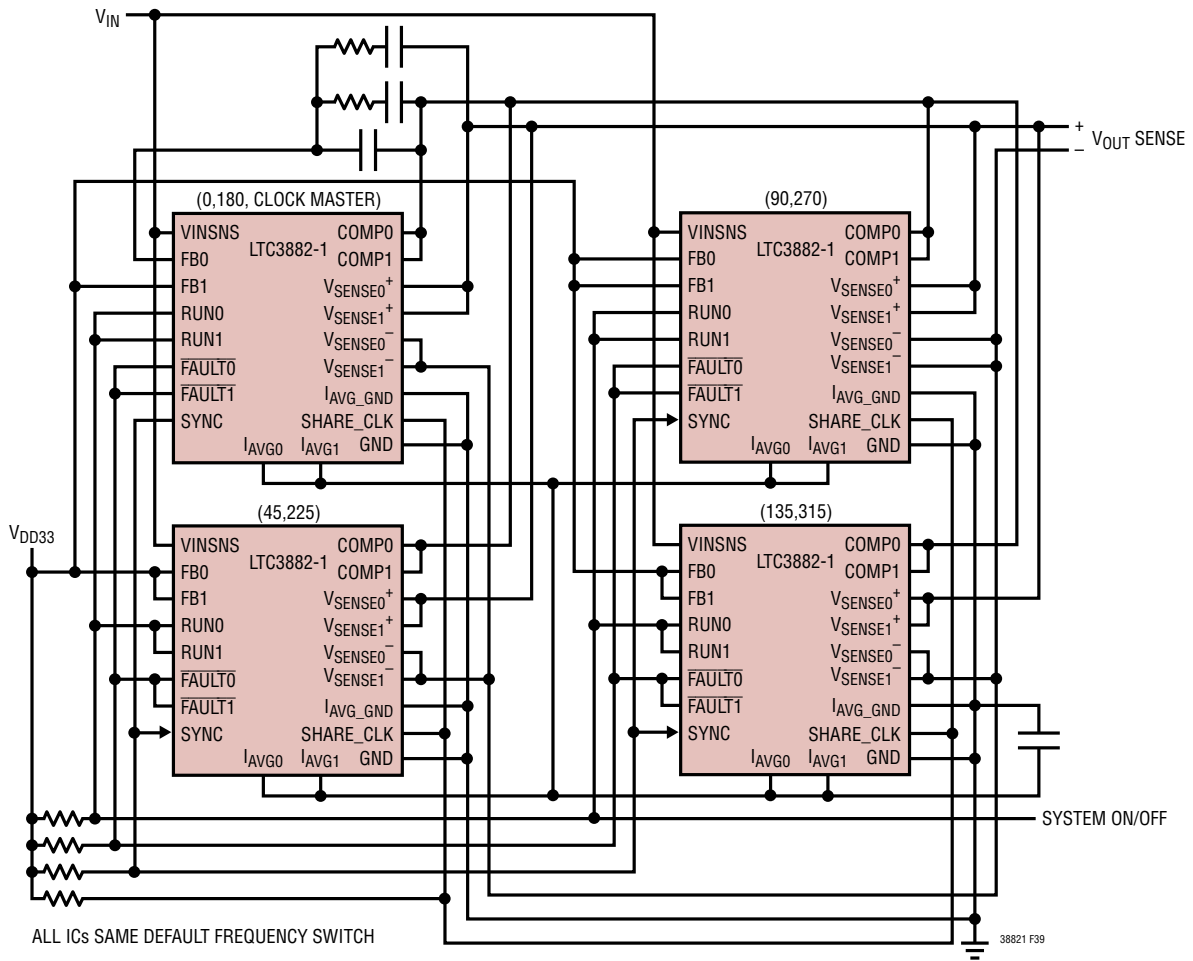 VIN
+
VOUT SENSE
–
(0,180, CLOCK MASTER)
VINSNS
FB0
FB1
RUN0
RUN1
FAULT0
FAULT1
SYNC
LTC3882-1
COMP0
COMP1
VSENSE0+
VSENSE1+
VSENSE0–
VSENSE1–
IAVG_GND
SHARE_CLK
GND
IAVG0
IAVG1
(90,270)
VINSNS
FB0
FB1
RUN0
RUN1
FAULT0
FAULT1
SYNC
LTC3882-1
COMP0
COMP1
VSENSE0+
VSENSE1+
VSENSE0–
VSENSE1–
IAVG_GND
SHARE_CLK
GND
IAVG0
IAVG1
VDD33
(45,225)
VINSNS
FB0
FB1
RUN0
RUN1
FAULT0
FAULT1
SYNC
LTC3882-1
COMP0
COMP1
VSENSE0+
VSENSE1+
VSENSE0–
VSENSE1–
IAVG_GND
SHARE_CLK
GND
IAVG0
IAVG1
(135,315)
VINSNS
FB0
FB1
RUN0
RUN1
FAULT0
FAULT1
SYNC
LTC3882-1
COMP0
COMP1
VSENSE0+
VSENSE1+
VSENSE0–
VSENSE1–
IAVG_GND
SHARE_CLK
GND
IAVG0
IAVG1
SYSTEM ON/OFF
ALL ICs SAME DEFAULT FREQUENCY SWITCH
38821 F39